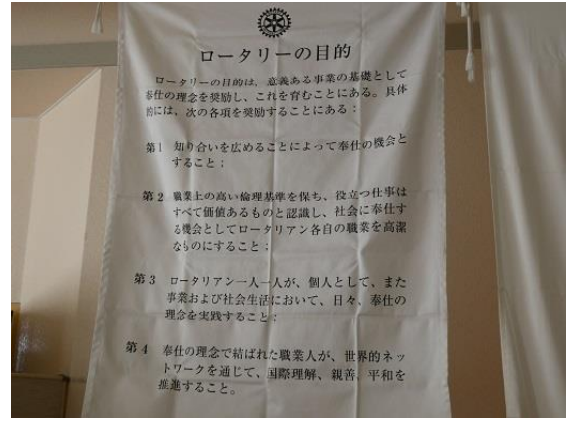 ロータリーの目的
ロータリーの目的は、意義ある事業の基礎として
奉仕の理念を奨励し、これを育むことにある。具体
的には、次の各項を奨励することにある:
第1 知り合いを広めることによって奉仕の機会と
すること;
第2 職業上の高い倫理基準を保ち、役立つ仕事は
すべて価値あるものと認識し、社会に奉仕す
る機会としてロータリアン各自の職業を高潔
なものにすること;
第3 ロータリアン一人一人が、個人として、また
事業および社会生活において、日々、奉仕の
理念を実践すること;
第4 奉仕の理念で結ばれた職業人が、世界的ネッ
トワークを通じて、国際理解、親善、平和を
推進すること。